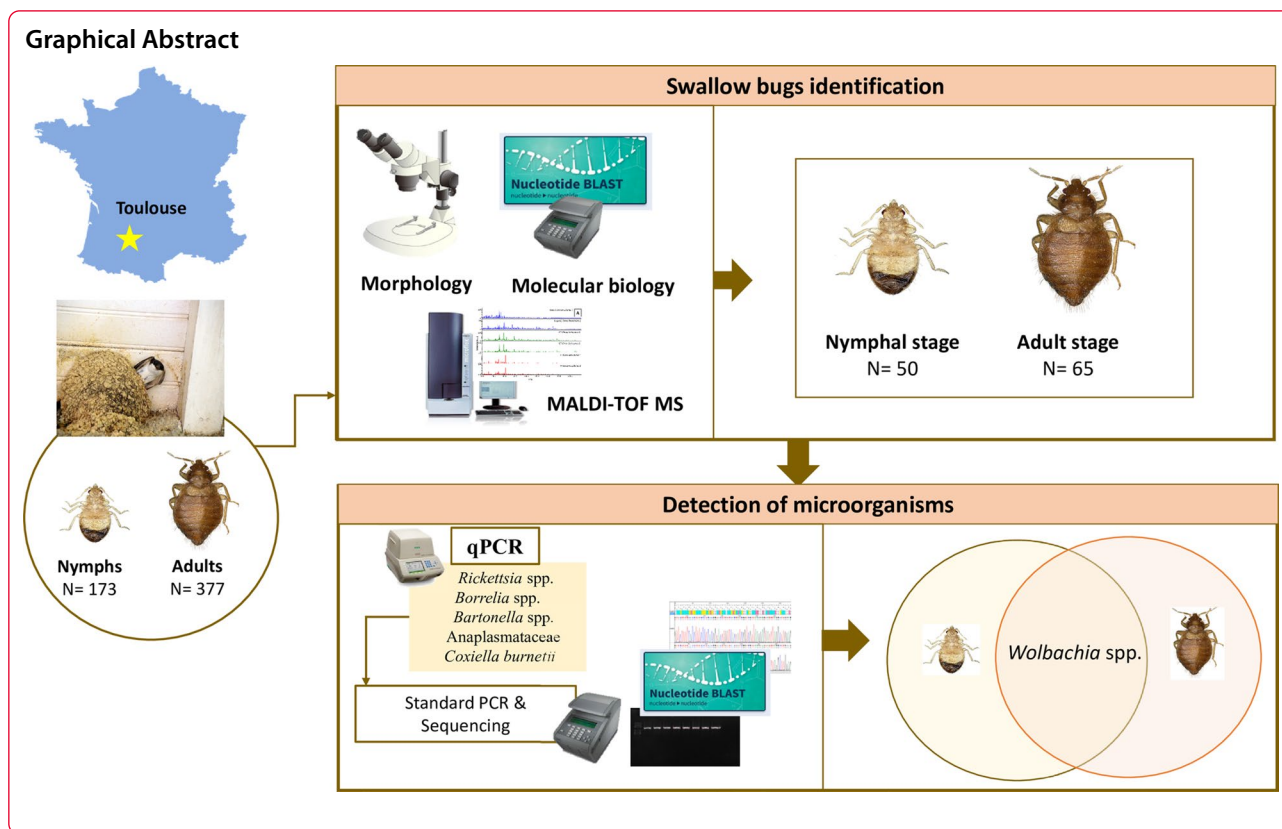 Graphical Abstract
Toulouse
Nymphs
N= 173
Adults
N= 377
Swallow bugs identification
Nucleotide BLAST
nucleotide ▸ nucleotide
Morphology
Molecular biology
A
MALDI-TOF MS
Nymphal stage
N= 50
Adult stage
N= 65
Detection of microorganisms
qPCR
Rickettsia spp.
Borrelia spp.
Bartonella spp.
Anaplasmataceae
Coxiella burnetii
Standard PCR &
Sequencing
Nucleotide BLAST
nucleotide ▸ nucleotide
Wolbachia spp.